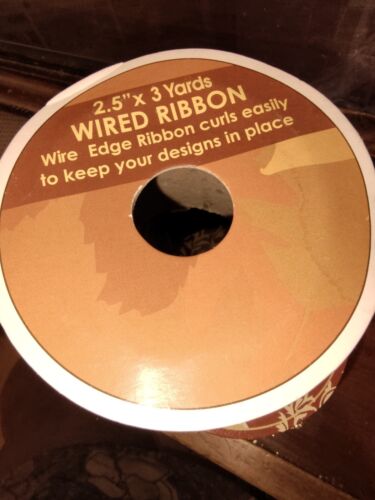 2.5" x 3 Yards
WIRED RIBBON
Wire Edge Ribbon curls easily
to keep your designs in place